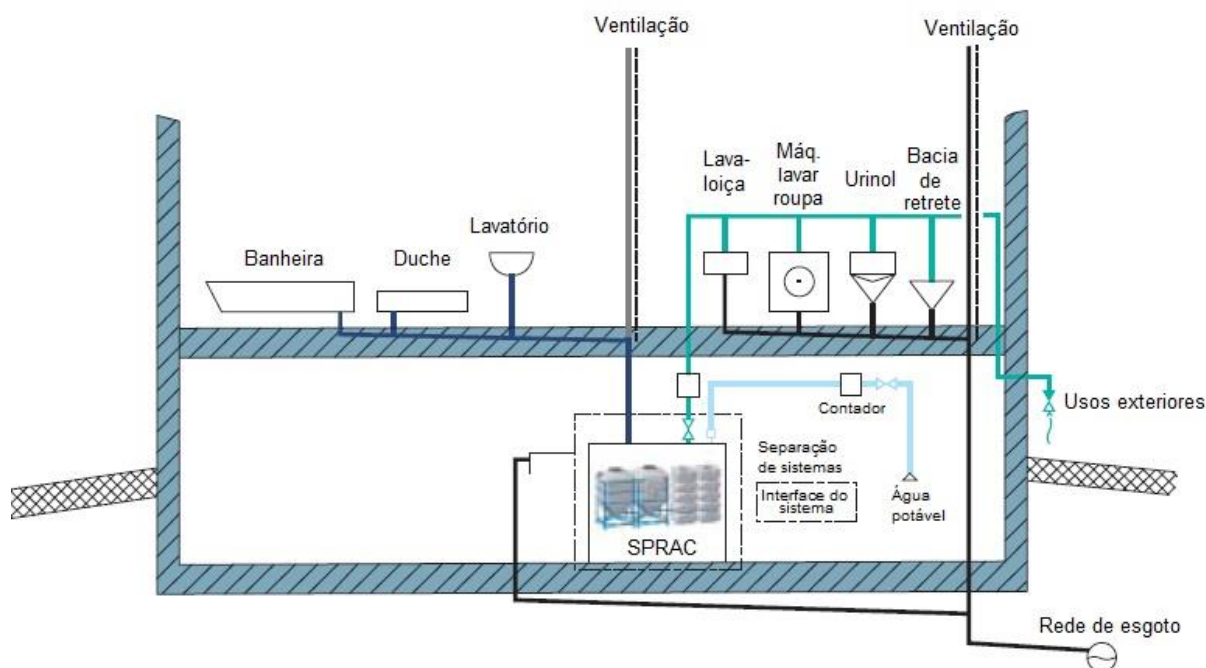 Ventilação
Ventilação
Lava-
loiça
Máq.
lavar
roupa
Urinol
Bacia
de
retrete
Lavatório
Banheira
Duche
Contador
Usos exteriores
Separação
de sistemas
Interface do
sistema
Água
potável
SPRAC
Rede de esgoto